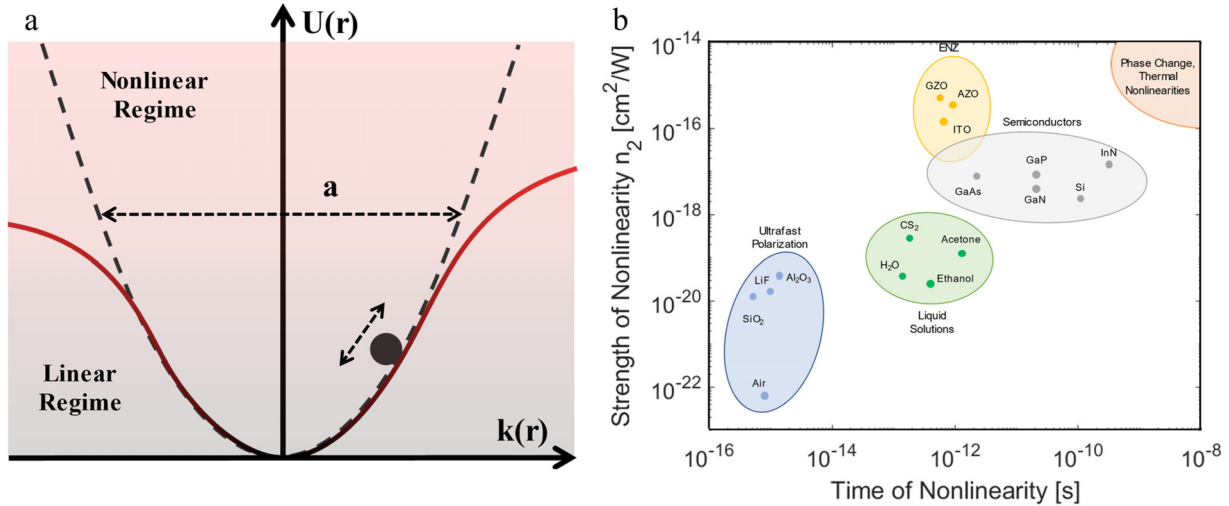 a
U(r)
Nonlinear
Regime
a
Linear
Regime
k(r)
b
Strength of Nonlinearity n₂ [cm²/W]
10⁻¹⁴
10⁻¹⁶
10⁻¹⁸
10⁻²⁰
10⁻²²
ENZ
GZO
AZO
ITO
Phase Change,
Thermal
Nonlinearities
Semiconductors
GaP
InN
GaAs
GaN
Si
Ultrafast
Polarization
CS₂
Acetone
H₂O
Ethanol
LiF
Al₂O₃
SiO₂
Liquid
Solutions
Air
10⁻¹⁶
10⁻¹⁴
10⁻¹²
10⁻¹⁰
10⁻⁸
Time of Nonlinearity [s]